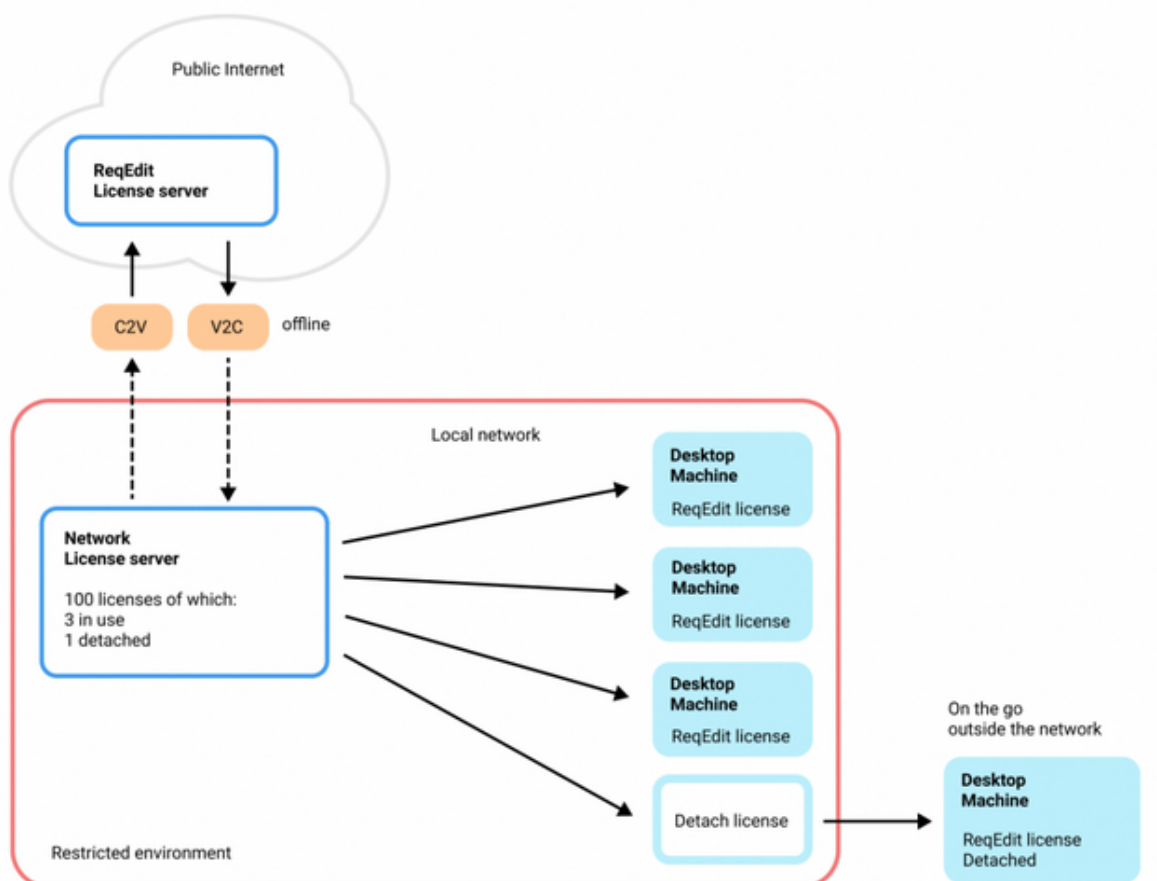 Public Internet
ReqEdit
License server
C2V
V2C
offline
Local network
Network
License server
100 licenses of which:
3 in use
1 detached
Desktop
Machine
ReqEdit license
Desktop
Machine
ReqEdit license
Desktop
Machine
ReqEdit license
Detach license
On the go
outside the network
Desktop
Machine
ReqEdit license
Detached
Restricted environment